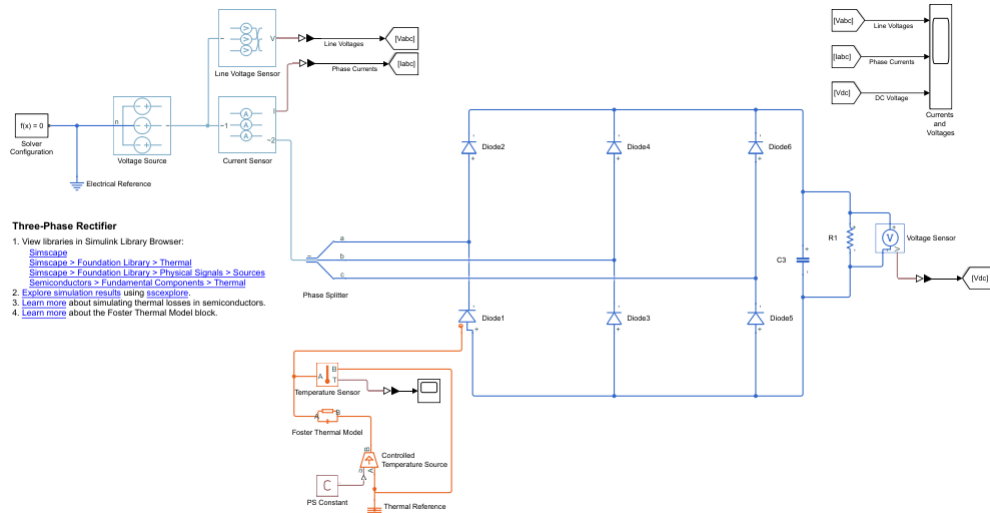 V
Line Voltages
[Vabc]
Phase Currents
[Iabc]
Line Voltage Sensor
[Vabc]
Line Voltages
[Iabc]
Phase Currents
[Vdc]
DC Voltage
Currents
and
Voltages
f(x) = 0
Solver
Configuration
n
Voltage Source
~
~1
I
~2
A
A
A
Current Sensor
Electrical Reference
Diode2
Diode4
Diode6
Three-Phase Rectifier
1. View libraries in Simulink Library Browser:
Simscape
Simscape > Foundation Library > Thermal
Simscape > Foundation Library > Physical Signals > Sources
Semiconductors > Fundamental Components > Thermal
2. Explore simulation results using sscexplore.
3. Learn more about simulating thermal losses in semiconductors.
4. Learn more about the Foster Thermal Model block.
a
b
c
Phase Splitter
R1
C3
V
Voltage Sensor
[Vdc]
Diode1
Diode3
Diode5
A
B
T
Temperature Sensor
A
B
Foster Thermal Model
B
S
A
Controlled
Temperature Source
C
PS Constant
Thermal Reference